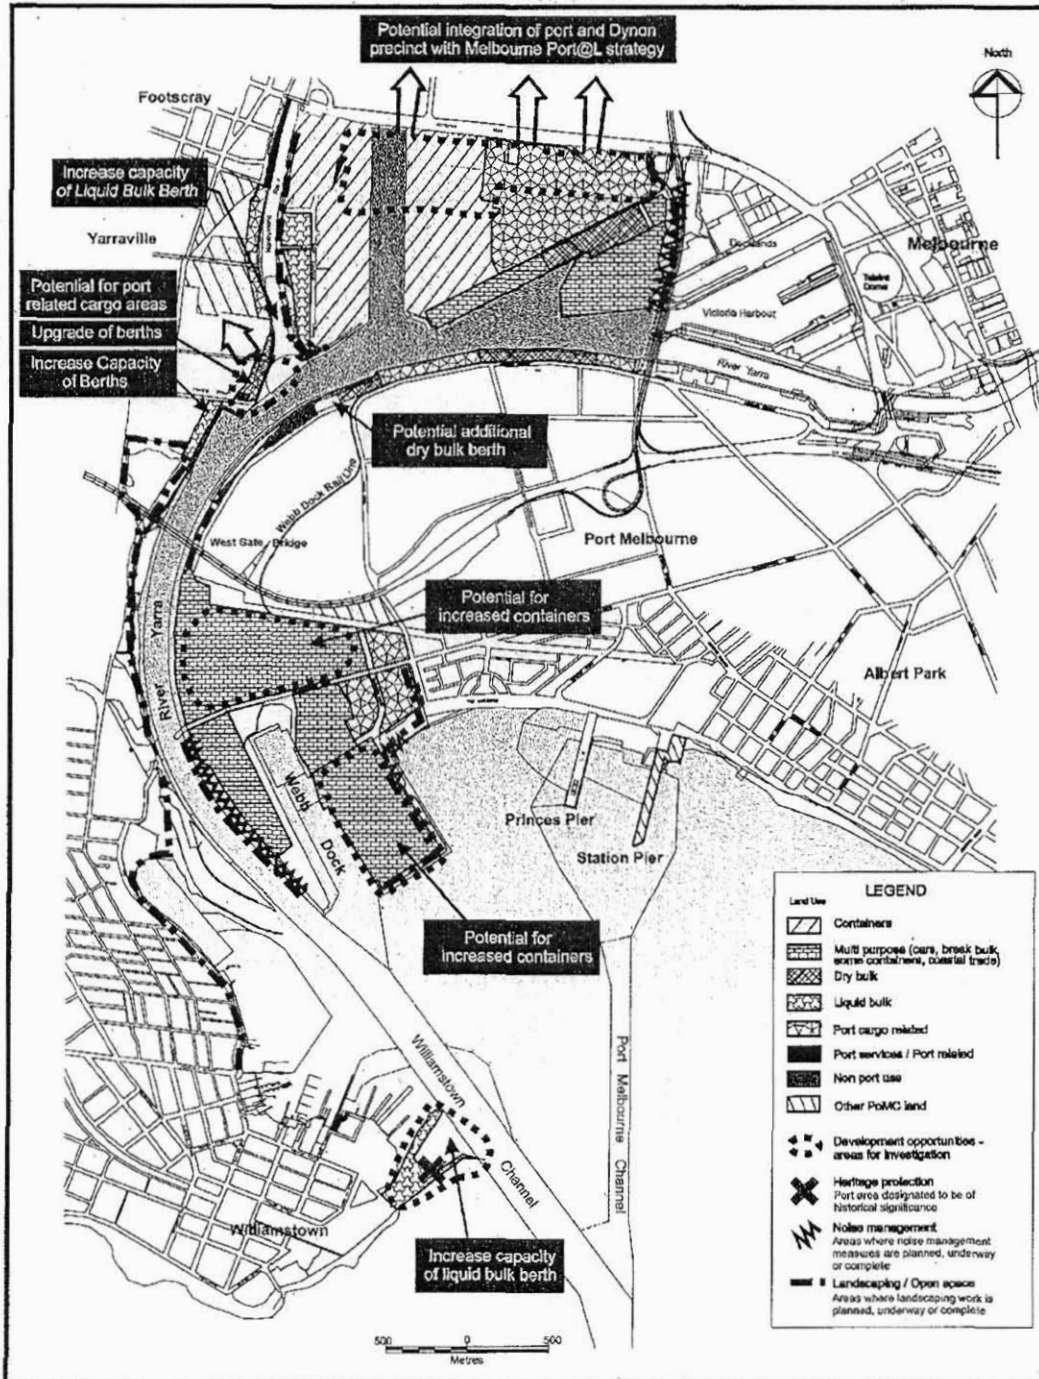 Potential integration of port and Dynon
precinct with Melbourne Port@L strategy
North
Footscray
Increase capacity
of Liquid Bulk Berth
Yarraville
Docklands
Melbourne
Telstra
Dome
Potential for port
related cargo areas
Victoria Harbour
Upgrade of berths
Increase Capacity
of Berths
River Yarra
Potential additional
dry bulk berth
Webb Dock Rail Link
West Gate Bridge
Port Melbourne
Potential for
increased containers
River Yarra
Albert Park
Webb Dock
Princes Pier
Station Pier
Potential for
increased containers
LEGEND
Land Use
Containers
Multi purpose (cars, break bulk,
some containers, coastal trade)
Dry bulk
Liquid bulk
Port cargo related
Port services / Port related
Non port use
Other PoMC land
Development opportunities -
areas for investigation
Heritage protection
Port area designated to be of
historical significance
Noise management
Areas where noise management
measures are planned, underway
or complete
Landscaping / Open space
Areas where landscaping work is
planned, underway or complete
Williamstown Channel
Port Melbourne Channel
Williamstown
Increase capacity
of liquid bulk berth
500 0 500
Metres